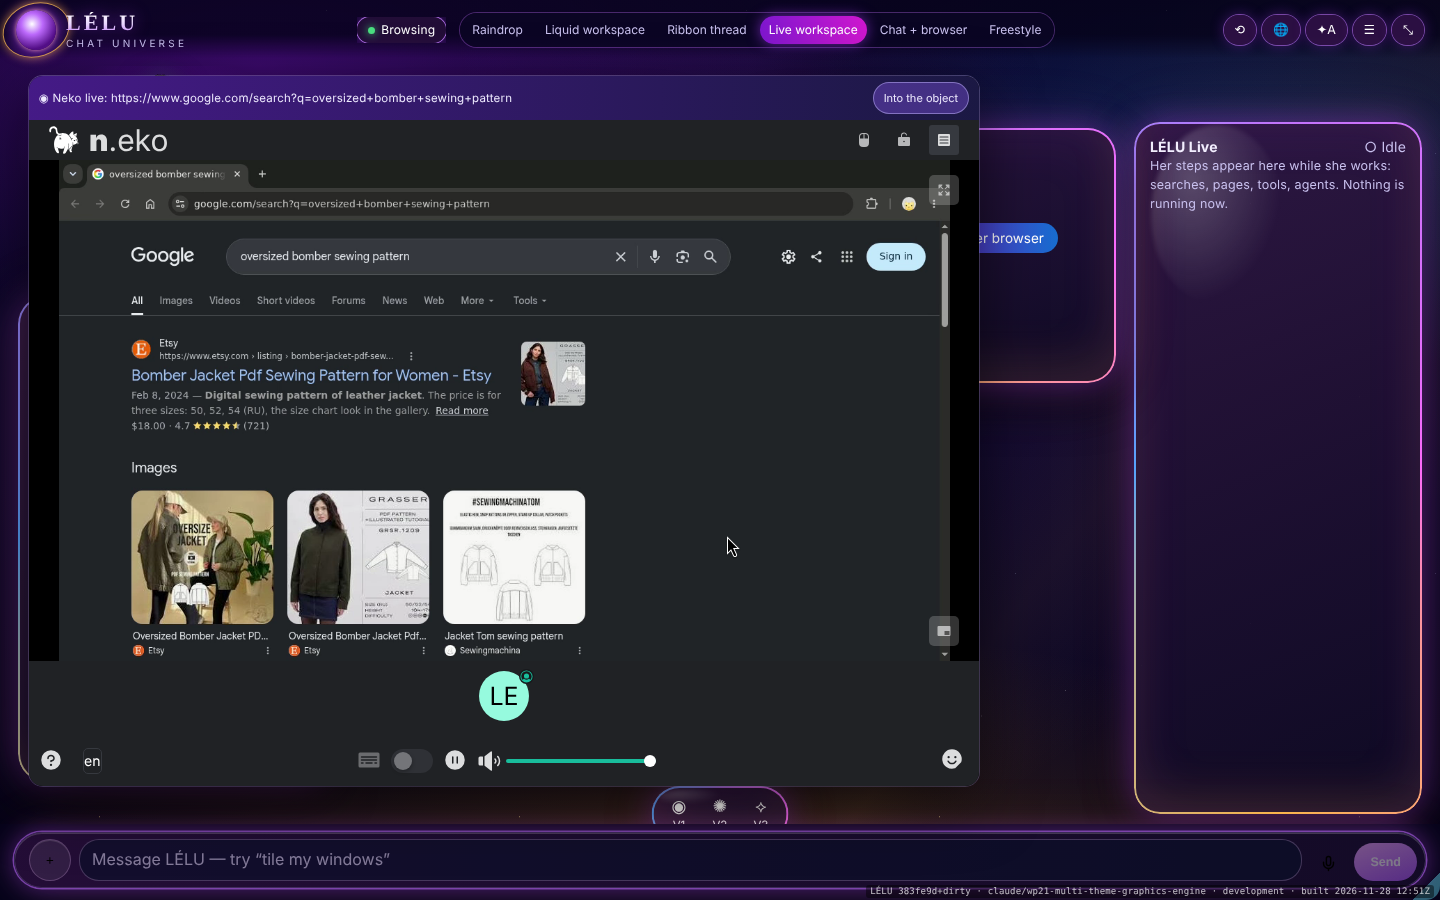 LÉLU
CHAT UNIVERSE
Browsing
Raindrop
Liquid workspace
Ribbon thread
Live workspace
Chat + browser
Freestyle
A
Neko live: https://www.google.com/search?q=oversized+bomber+sewing+pattern
Into the object
n.eko
oversized bomber sewing
google.com/search?q=oversized+bomber+sewing+pattern
Google
oversized bomber sewing pattern
Sign in
All
Images
Videos
Short videos
Forums
News
Web
More
Tools
Etsy
https://www.etsy.com › listing › bomber-jacket-pdf-sew...
Bomber Jacket Pdf Sewing Pattern for Women - Etsy
Feb 8, 2024 — Digital sewing pattern of leather jacket. The price is for
three sizes: 50, 52, 54 (RU), the size chart look in the gallery. Read more
$18.00 · 4.7 ★★★★★ (721)
Images
OVERSIZE
JACKET
PDF SEWING PATTERN
GRASSER
PDF PATTERN
GRSR.1209
JACKET
#SEWINGMACHINATOM
Oversized Bomber Jacket PD...
Etsy
Oversized Bomber Jacket Pdf...
Etsy
Jacket Tom sewing pattern
Sewingmachina
LE
en
er browser
LÉLU Live
Idle
Her steps appear here while she works:
searches, pages, tools, agents. Nothing is
running now.
Message LÉLU — try “tile my windows”
Send
LÉLU 383fe9d+dirty · claude/wp21-multi-theme-graphics-engine · development · built 2026-11-28 12:51Z